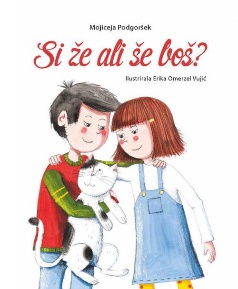 Mojiceja Podgoršek
Si že ali še boš?
Ilustrirala Erika Omerzel Vujić